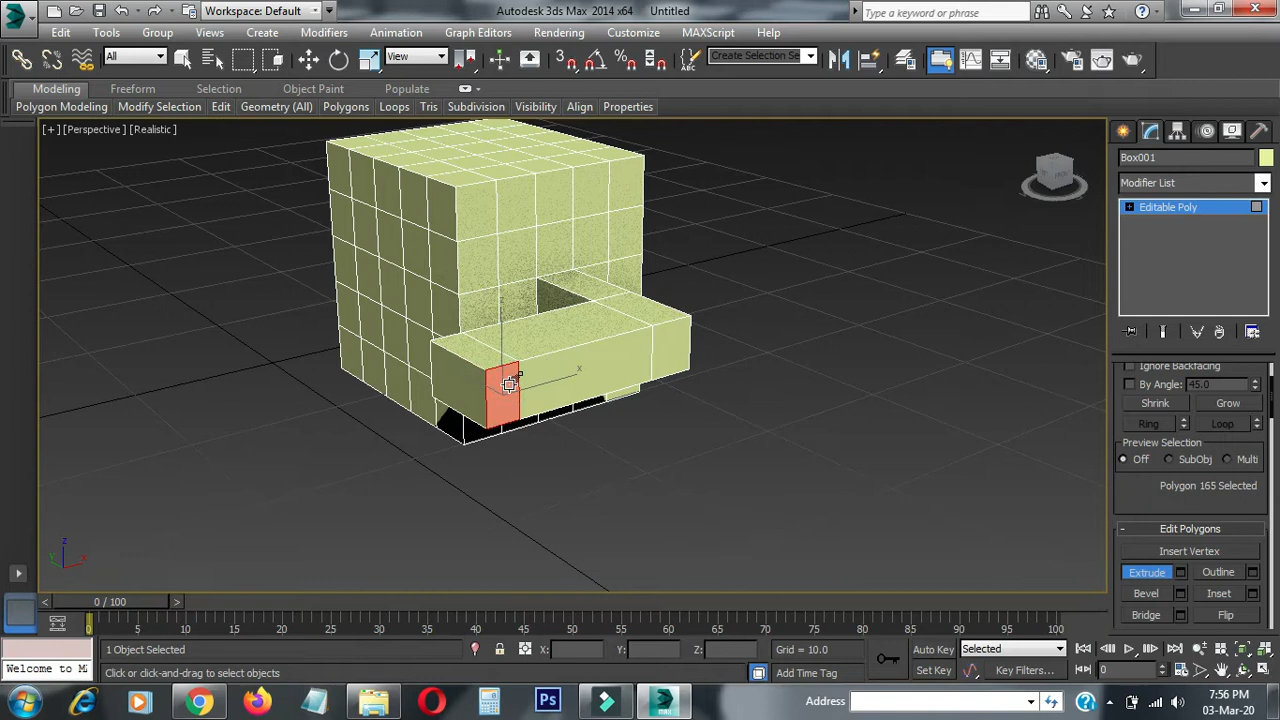 Workspace: Default
Autodesk 3ds Max 2014 x64
Untitled
Type a keyword or phrase
Edit Tools Group Views Create Modifiers Animation Graph Editors Rendering Customize MAXScript Help
All
View
3
Create Selection Se
Modeling Freeform Selection Object Paint Populate
Polygon Modeling Modify Selection Edit Geometry (All) Polygons Loops Tris Subdivision Visibility Align Properties
[+] [Perspective] [Realistic]
Box001
Modifier List
Editable Poly
Ignore Backfacing
By Angle: 45.0
Shrink Grow
Ring Loop
Preview Selection
Off SubObj Multi
Polygon 165 Selected
Edit Polygons
Insert Vertex
Extrude Outline
Bevel Inset
Bridge Flip
z
x
z
y
x
0 / 100
0 5 10 15 20 25 30 35 40 45 50 55 60 65 70 75 80 85 90 95 100
1 Object Selected
X: Y: Z:
Grid = 10.0
Auto Key Selected
0
Welcome to M
Click or click-and-drag to select objects
Add Time Tag
Set Key Key Filters...
Ps
Address
7:56 PM
03-Mar-20